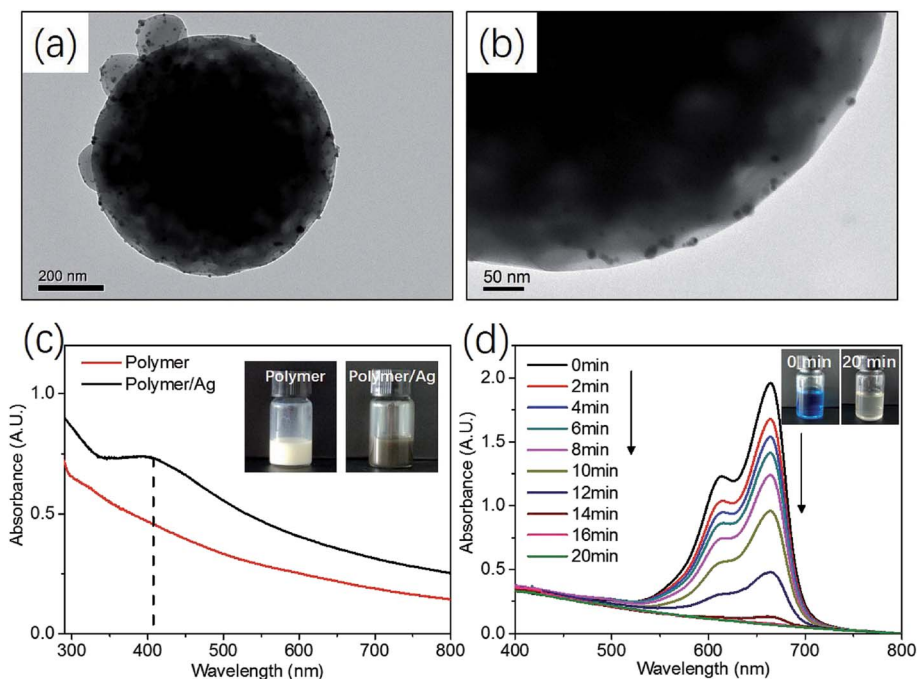 (a)
200 nm
(b)
50 nm
(c)
Polymer
Polymer/Ag
Polymer
Polymer/Ag
1.0
0.5
0.0
Absorbance (A.U.)
300
400
500
600
700
800
Wavelength (nm)
(d)
0min
2min
4min
6min
8min
10min
12min
14min
16min
20min
0 min
20 min
2.0
1.5
1.0
0.5
0.0
Absorbance (A.U.)
400
500
600
700
800
Wavelength (nm)